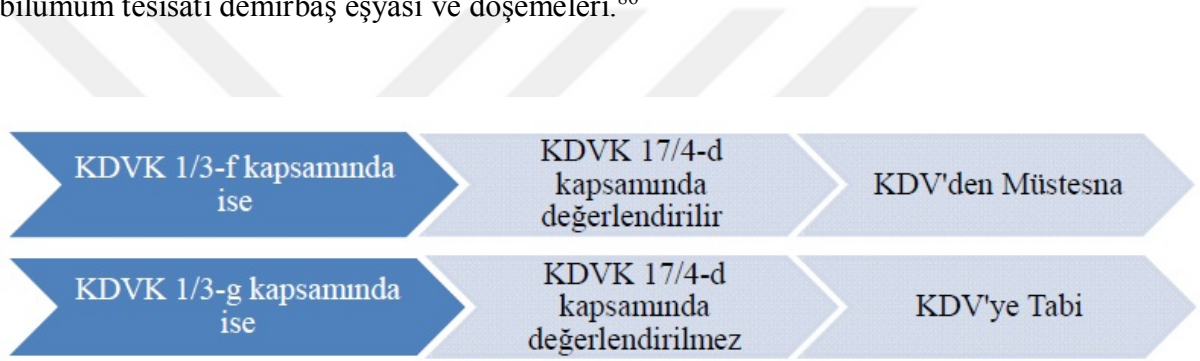 bilumum tesisatı demirbaş eşyası ve döşemeleri.⁸⁰
KDVK 1/3-f kapsamında
ise
KDVK 17/4-d
kapsamında
değerlendirilir
KDV'den Müstesna
KDVK 1/3-g kapsamında
ise
KDVK 17/4-d
kapsamında
değerlendirilmez
KDV'ye Tabi